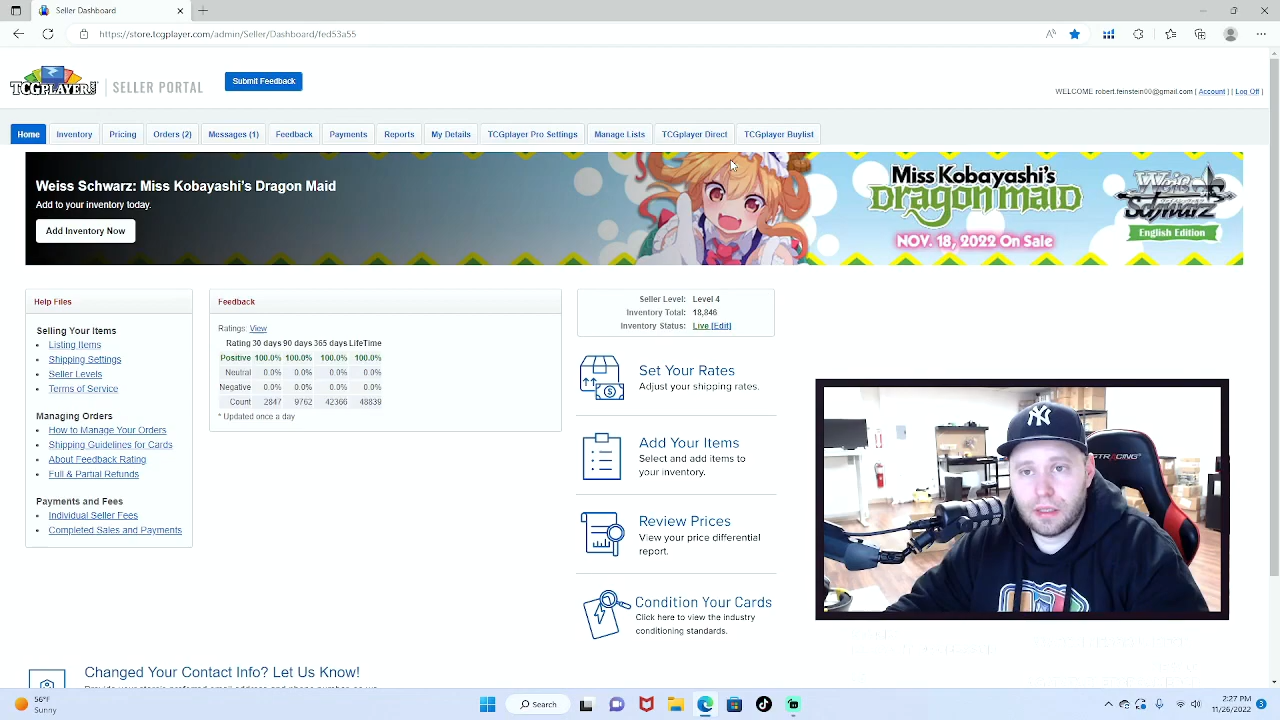 Seller Dashboard
https://store.tcgplayer.com/admin/Seller/Dashboard/fed53a55
TCGPLAYER SELLER PORTAL
Submit Feedback
WELCOME robert.feinstein00@gmail.com [ Account ] [ Log Off ]
Home Inventory Pricing Orders (2) Messages (1) Feedback Payments Reports My Details TCGplayer Pro Settings Manage Lists TCGplayer Direct TCGplayer Buylist
Weiss Schwarz: Miss Kobayashi's Dragon Maid
Add to your inventory today.
Add Inventory Now
Miss Kobayashi's
Dragon maid
NOV. 18, 2022 On Sale
Weiß
Schwarz
English Edition
Help Files
Selling Your Items
• Listing Items
• Shipping Settings
• Seller Levels
• Terms of Service
Managing Orders
• How to Manage Your Orders
• Shipping Guidelines for Cards
• About Feedback Rating
• Full & Partial Refunds
Payments and Fees
• Individual Seller Fees
• Completed Sales and Payments
Feedback
Ratings: View
Rating 30 days 90 days 365 days LifeTime
Positive 100.0% 100.0% 100.0% 100.0%
Neutral 0.0% 0.0% 0.0% 0.0%
Negative 0.0% 0.0% 0.0% 0.0%
Count 2847 9762 42366 48839
* Updated once a day
Seller Level: Level 4
Inventory Total: 18,846
Inventory Status: Live [Edit]
Set Your Rates
Adjust your shipping rates.
Add Your Items
Select and add items to
your inventory.
Review Prices
View your price differential
report.
Condition Your Cards
Click here to view the industry
conditioning standards.
GTRACING
Changed Your Contact Info? Let Us Know!
56°F
Sunny
Search
2:27 PM
11/26/2022
3